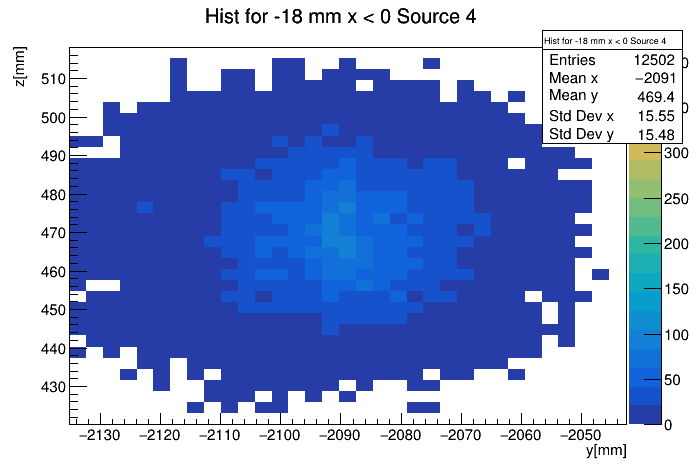 Hist for -18 mm x < 0 Source 4
z[mm]
Hist for -18 mm x < 0 Source 4
Entries 12502
Mean x −2091
Mean y 469.4
Std Dev x 15.55
Std Dev y 15.48
510
500
490
480
470
460
450
440
430
0
0
300
250
200
150
100
50
0
−2130 −2120 −2110 −2100 −2090 −2080 −2070 −2060 −2050
y[mm]